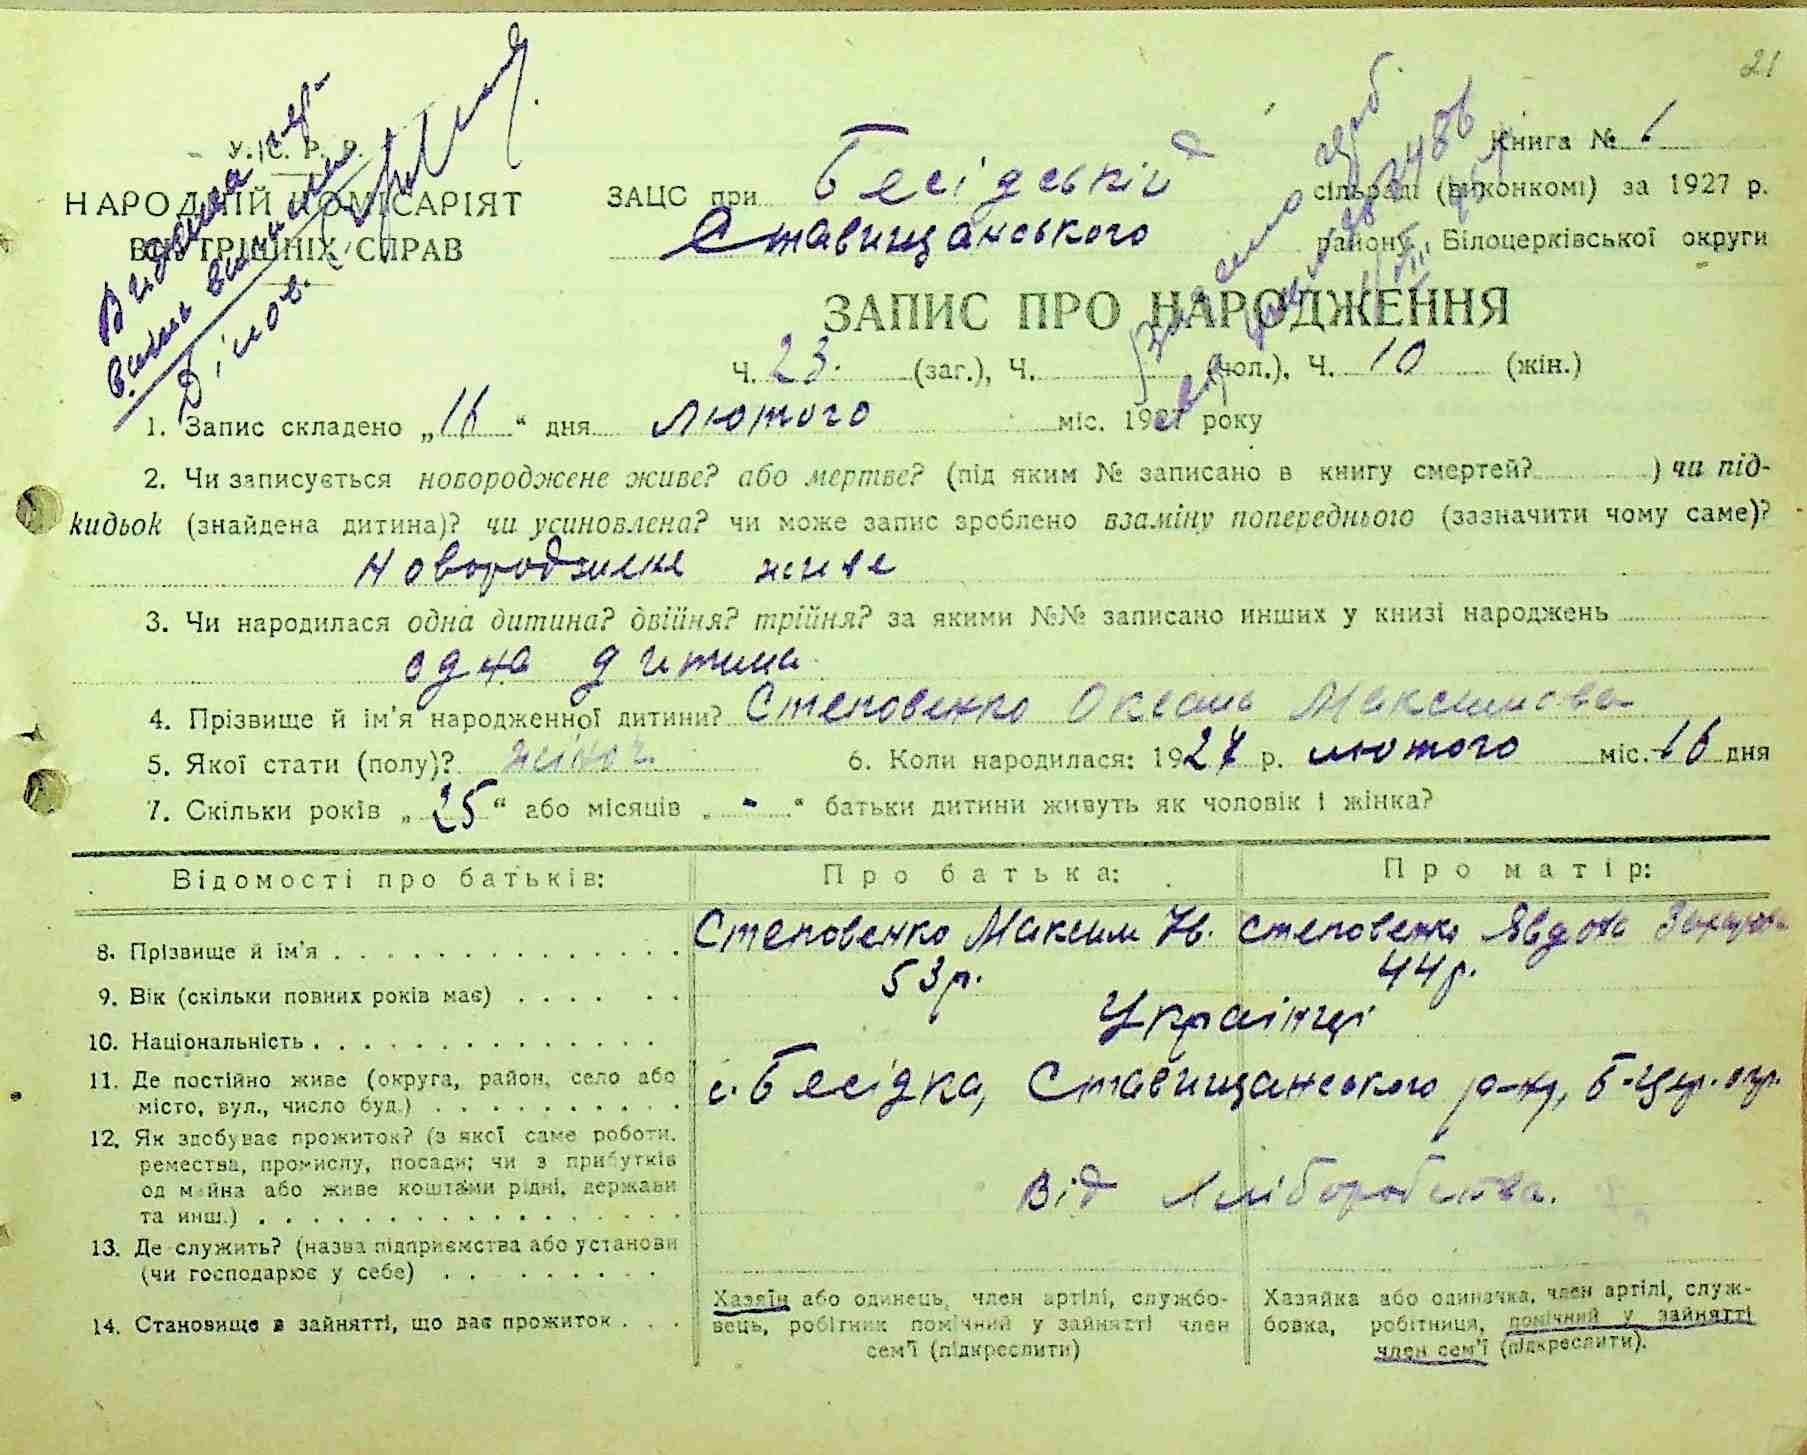 21
У. С. Р. Р.
НАРОДНІЙ КОМІСАРІЯТ
ВНУТРІШНІХ СПРАВ
Книга № 1
ЗАЦС при Бесідській сільраді (виконкомі) за 1927 р.
Ставищанського району, Білоцерківської округи
ЗАПИС ПРО НАРОДЖЕННЯ
Ч. 23. (заг.), Ч. (чол.), Ч. 10 (жін.)
1. Запис складено „16“ дня лютого міс. 1927 року
2. Чи записується новороджене живе? або мертве? (під яким № записано в книгу смертей? ) чи під-
кидьок (знайдена дитина)? чи усиновлена? чи може запис зроблено взаміну попереднього (зазначити чому саме)?
новороджене живе
3. Чи народилася одна дитина? двійня? трійня? за якими №№ записано инших у книзі народжень
одна дитина
4. Прізвище й ім'я народженної дитини? Степовенко Оксана Максимова
5. Якої стати (полу)? жіноч. 6. Коли народилася: 1927 р. лютого міс. 16 дня
7. Скільки років „25“ або місяців „-“ батьки дитини живуть як чоловік і жінка?
Відомості про батьків: Про батька: Про матір:
8. Прізвище й ім'я Степовенко Максим Ів. Степовенко Явдоха
9. Вік (скільки повних років має) 53 р. 44 р.
10. Національність Українці
11. Де постійно живе (округа, район, село або
місто, вул., число буд.) с. Бесідка, Ставищанського р-ну, Б-Цер. окр.
12. Як здобуває прожиток? (з якої саме роботи,
ремества, промислу, посади; чи з прибутків
од майна або живе коштами рідні, держави
та инш.) Від хліборобства.
13. Де служить? (назва підприємства або установи
(чи господарює у себе)
14. Становище в зайнятті, що дає прожиток
Хазяїн або одинець, член артілі, службо-
вець, робітник помічний у зайнятті член
сем'ї (підкреслити)
Хазяйка або одиначка, член артілі, служ-
бовка, робітниця, помічний у зайнятті
член сем'ї (підкреслити).